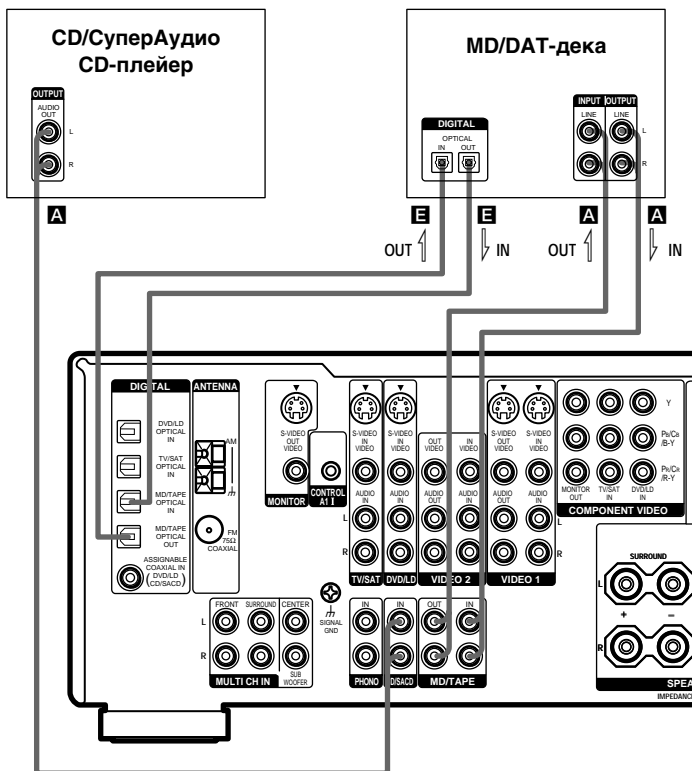 CD/СуперАудио
CD-плейер
OUTPUT
AUDIO
OUT
L
R
MD/DAT-дека
DIGITAL
OPTICAL
IN OUT
INPUT OUTPUT
LINE LINE
L
R
A
E E A A
OUT IN OUT IN
DIGITAL
DVD/LD
OPTICAL
IN
TV/SAT
OPTICAL
IN
MD/TAPE
OPTICAL
IN
MD/TAPE
OPTICAL
OUT
ASSIGNABLE
COAXIAL IN
( DVD/LD
CD/SACD )
ANTENNA
AM
FM
75Ω
COAXIAL
S-VIDEO
OUT
VIDEO
MONITOR
CONTROL
A1 II
S-VIDEO
IN
VIDEO
AUDIO
IN
L
R
TV/SAT
S-VIDEO
IN
VIDEO
AUDIO
IN
DVD/LD
OUT
VIDEO
IN
VIDEO
AUDIO
OUT
AUDIO
IN
VIDEO 2
S-VIDEO
OUT
VIDEO
S-VIDEO
IN
VIDEO
AUDIO
OUT
AUDIO
IN
L
R
VIDEO 1
Y
PB/CB
/B-Y
PR/CR
/R-Y
MONITOR
OUT
TV/SAT
IN
DVD/LD
IN
COMPONENT VIDEO
SURROUND
L
+ –
R
SPEA
IMPEDANC
FRONT SURROUND CENTER
L
R
SUB
WOOFER
MULTI CH IN
SIGNAL
GND
IN
PHONO
IN
D/SACD
OUT IN
MD/TAPE